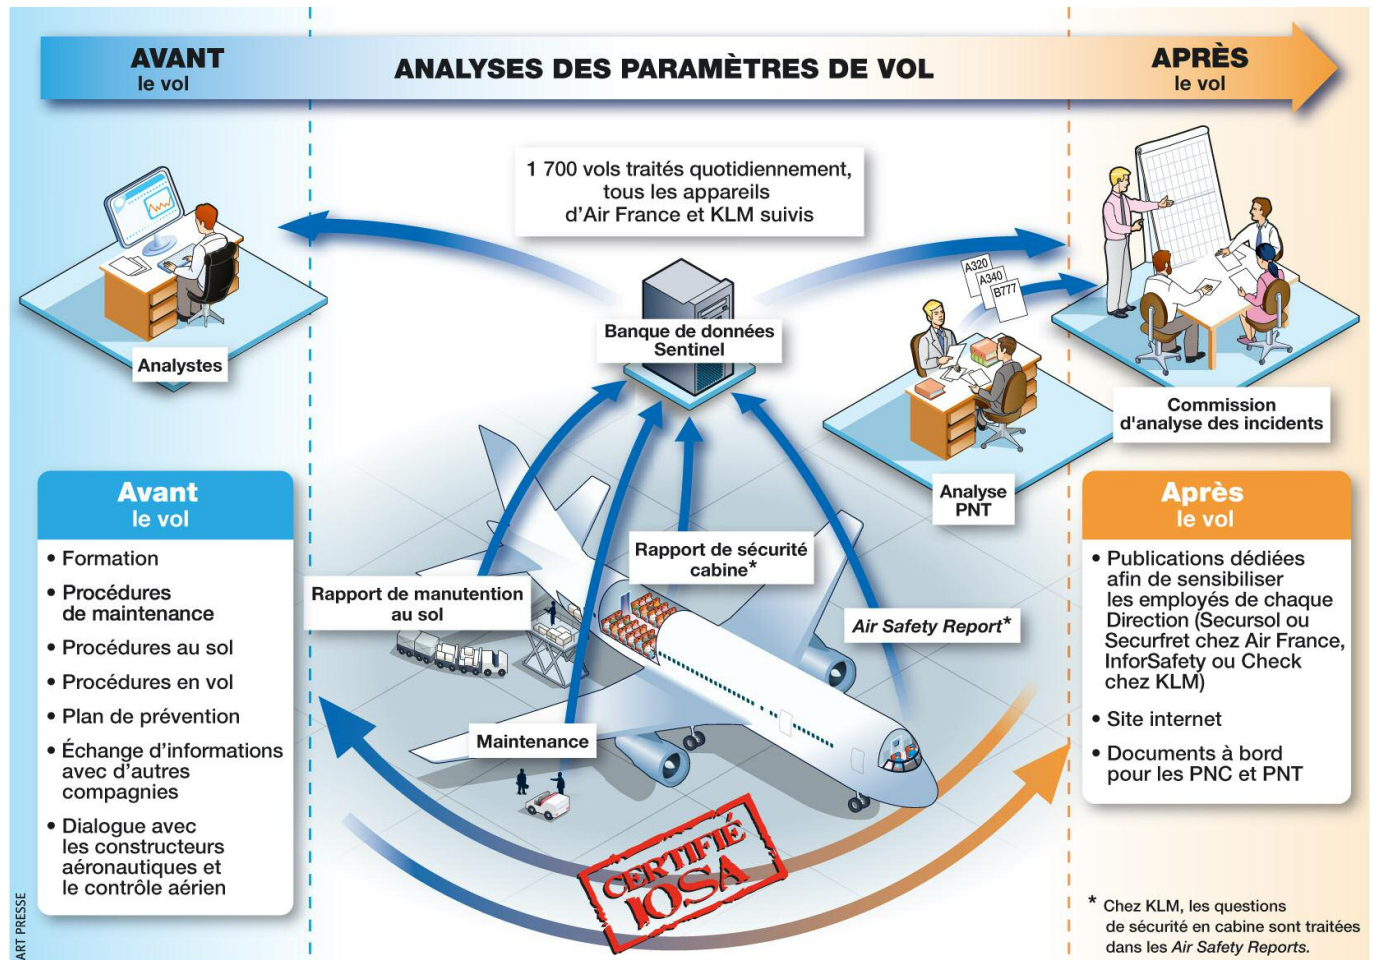 AVANT
le vol
ANALYSES DES PARAMÈTRES DE VOL
APRÈS
le vol
1 700 vols traités quotidiennement,
tous les appareils
d'Air France et KLM suivis
A320
A340
B777
Banque de données
Sentinel
Analystes
Commission
d'analyse des incidents
Analyse
PNT
Avant
le vol
• Formation
• Procédures
de maintenance
• Procédures au sol
• Procédures en vol
• Plan de prévention
• Échange d'informations
avec d'autres
compagnies
• Dialogue avec
les constructeurs
aéronautiques et
le contrôle aérien
Rapport de manutention
au sol
Rapport de sécurité
cabine*
Air Safety Report*
Maintenance
CERTIFIÉ
IOSA
Après
le vol
• Publications dédiées
afin de sensibiliser
les employés de chaque
Direction (Secursol ou
Securfret chez Air France,
InforSafety ou Check
chez KLM)
• Site internet
• Documents à bord
pour les PNC et PNT
* Chez KLM, les questions
de sécurité en cabine sont traitées
dans les Air Safety Reports.
ART PRESSE